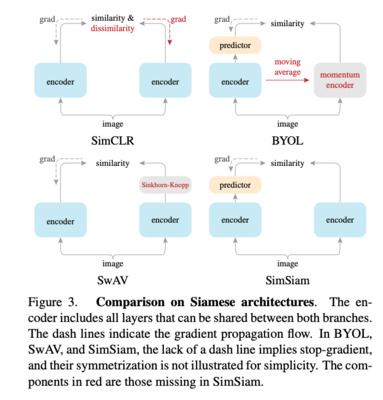 grad
similarity &
dissimilarity
grad
encoder
encoder
image
SimCLR
grad
similarity
predictor
encoder
moving
average
momentum
encoder
image
BYOL
grad
similarity
Sinkhorn-Knopp
encoder
encoder
image
SwAV
grad
similarity
predictor
encoder
encoder
image
SimSiam
Figure 3. Comparison on Siamese architectures. The en-
coder includes all layers that can be shared between both branches.
The dash lines indicate the gradient propagation flow. In BYOL,
SwAV, and SimSiam, the lack of a dash line implies stop-gradient,
and their symmetrization is not illustrated for simplicity. The com-
ponents in red are those missing in SimSiam.